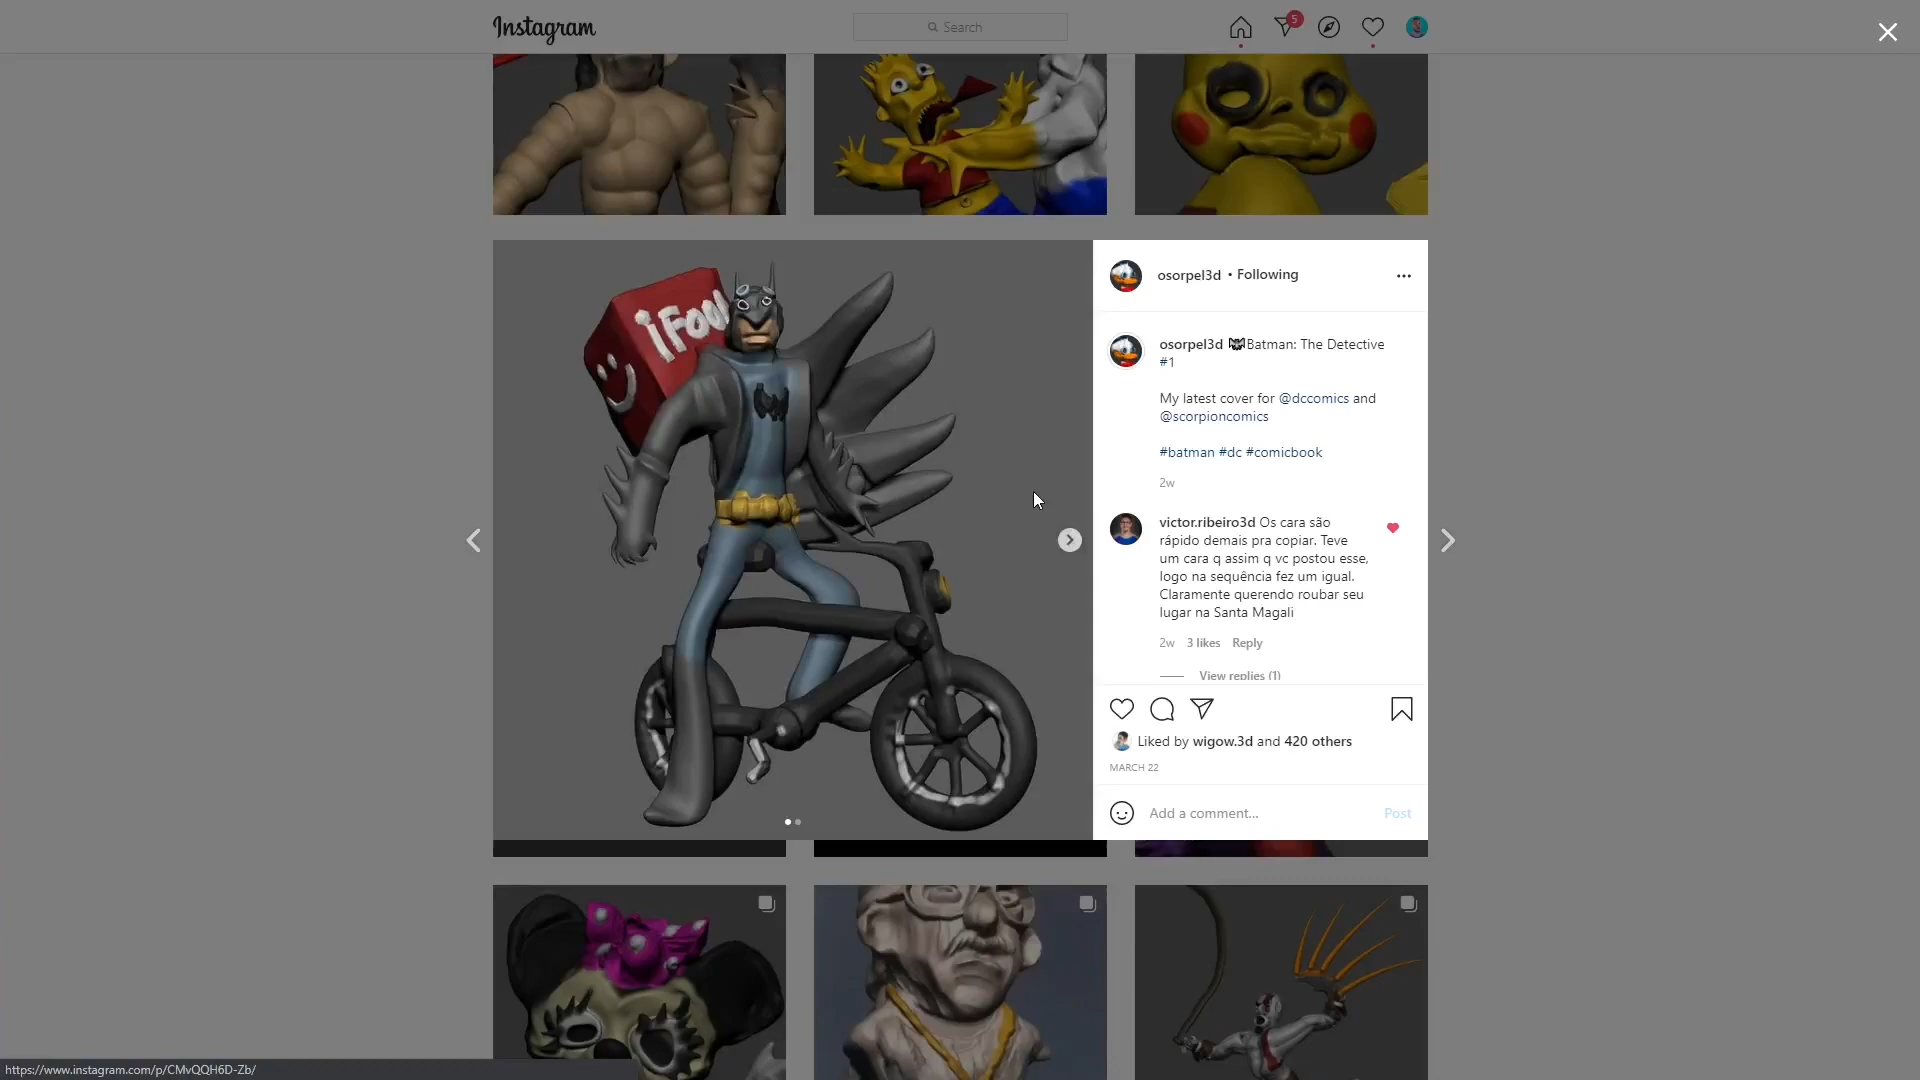 Instagram
Search
5
iFood
osorpel3d • Following
osorpel3d Batman: The Detective
#1
My latest cover for @dccomics and
@scorpioncomics
#batman #dc #comicbook
2w
victor.ribeiro3d Os cara são
rápido demais pra copiar. Teve
um cara q assim q vc postou esse,
logo na sequência fez um igual.
Claramente querendo roubar seu
lugar na Santa Magali
2w 3 likes Reply
View replies (1)
Liked by wigow.3d and 420 others
MARCH 22
Add a comment... Post
https://www.instagram.com/p/CMvQQH6D-Zb/